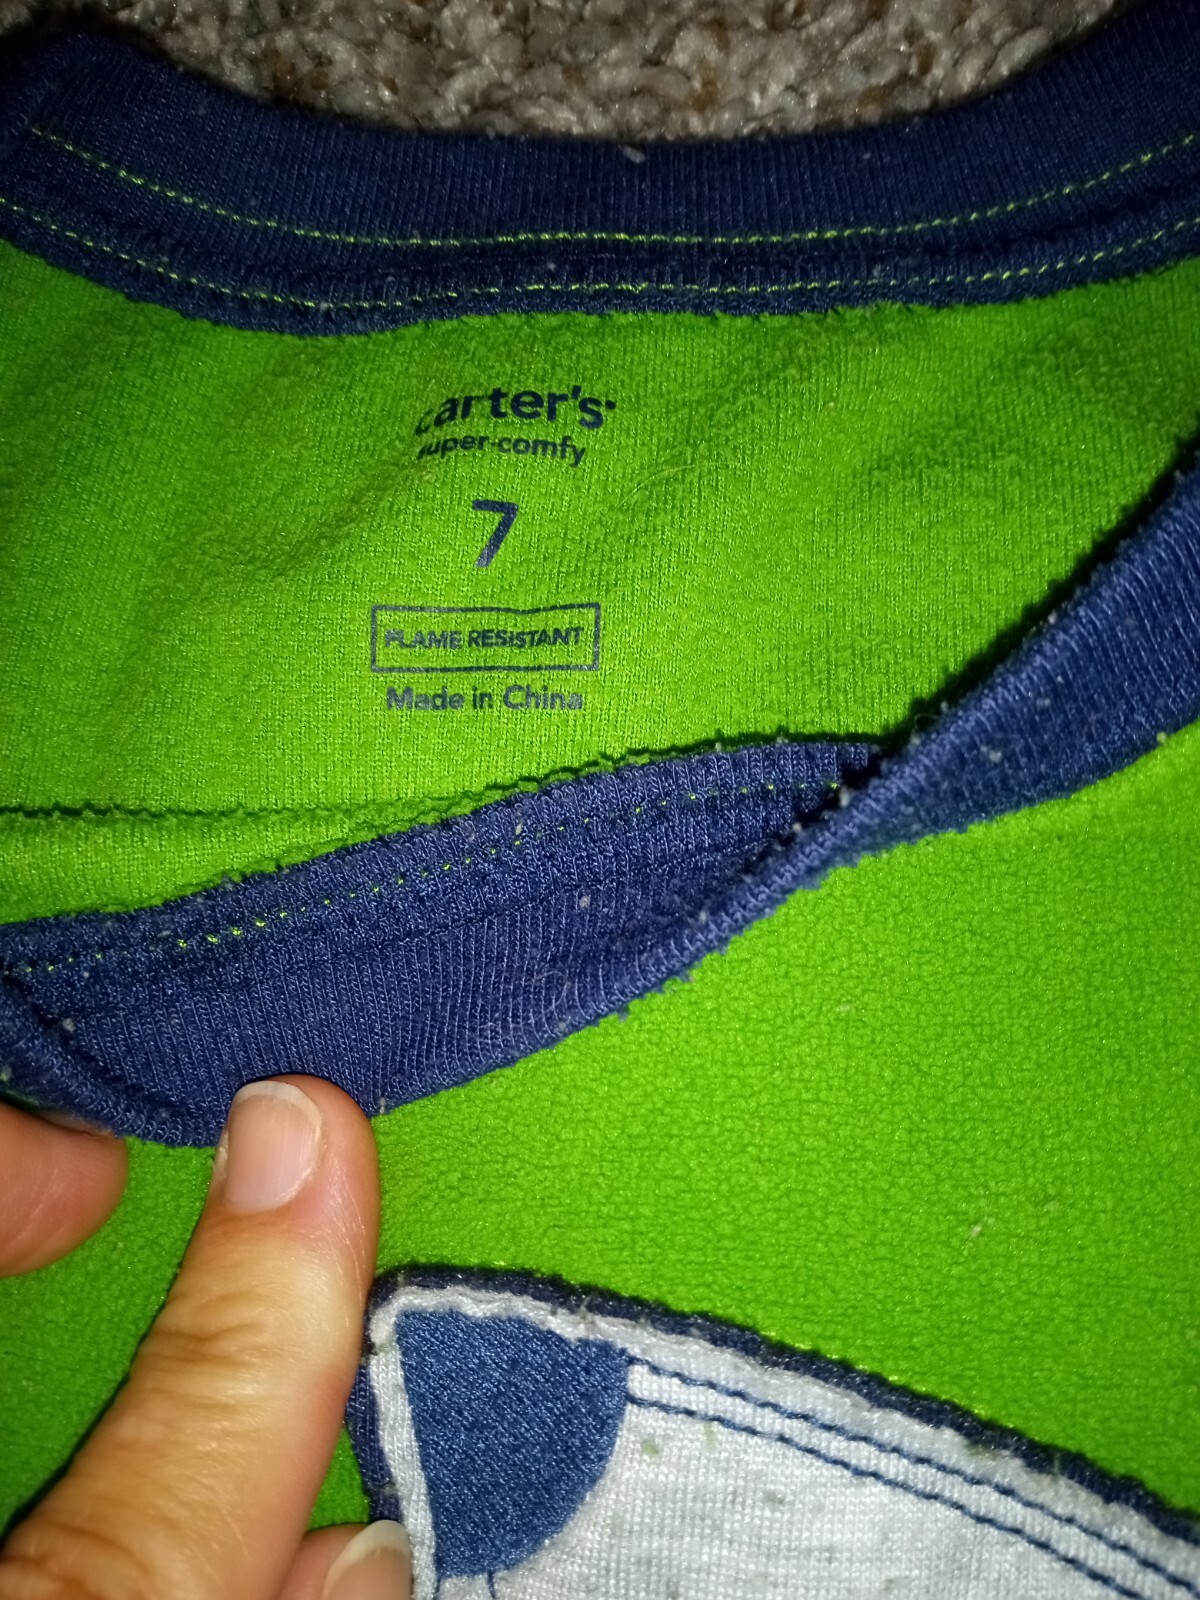 carter's
super-comfy
7
FLAME RESISTANT
Made in China